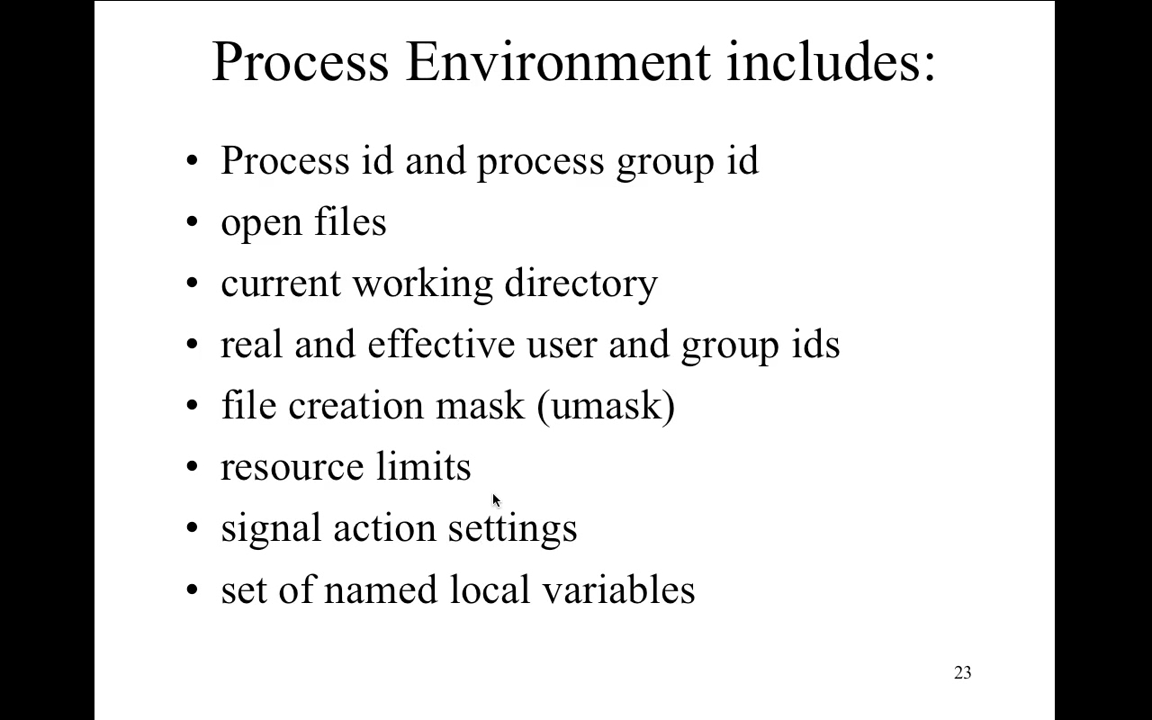 Process Environment includes:
• Process id and process group id
• open files
• current working directory
• real and effective user and group ids
• file creation mask (umask)
• resource limits
• signal action settings
• set of named local variables
23